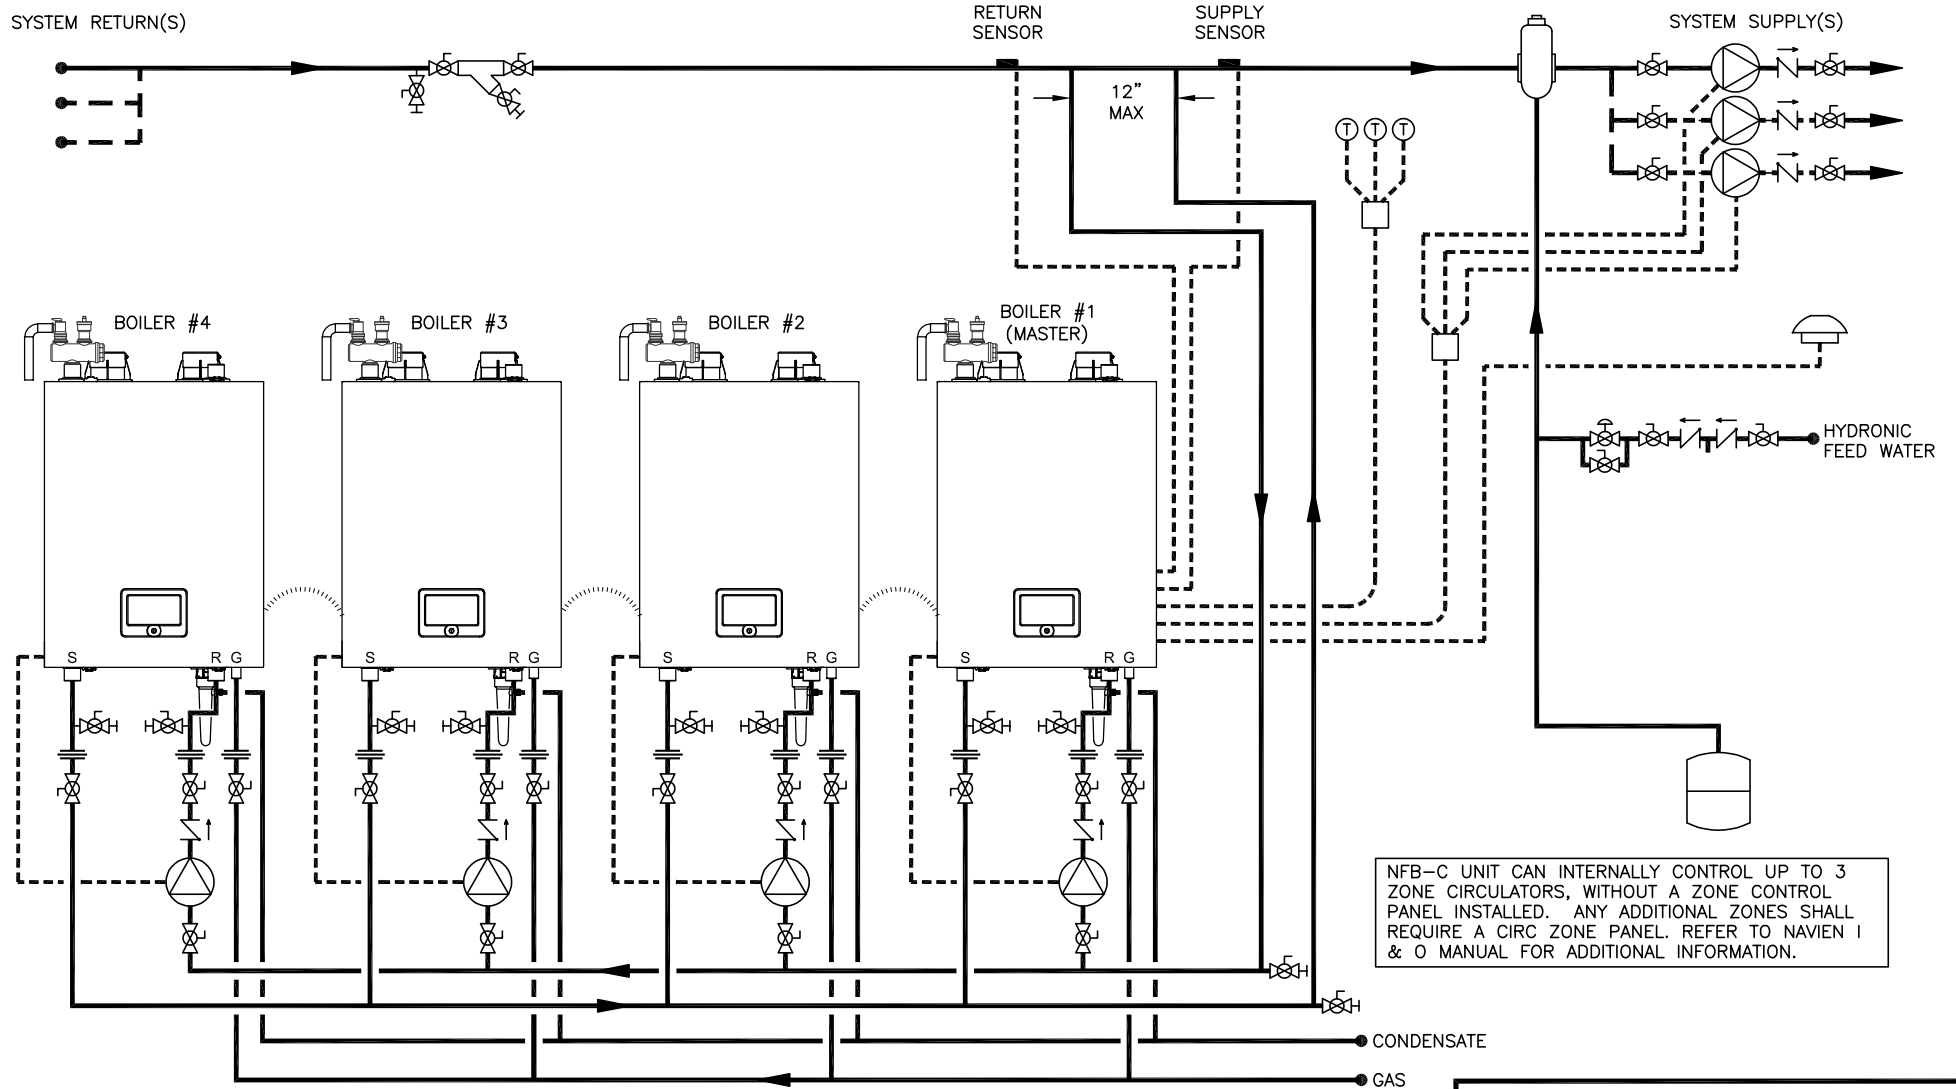 SYSTEM RETURN(S)
RETURN
SENSOR
SUPPLY
SENSOR
SYSTEM SUPPLY(S)
12"
MAX
T T T
BOILER #4
BOILER #3
BOILER #2
BOILER #1
(MASTER)
HYDRONIC
FEED WATER
S R G
S R G
S R G
S R G
NFB-C UNIT CAN INTERNALLY CONTROL UP TO 3
ZONE CIRCULATORS, WITHOUT A ZONE CONTROL
PANEL INSTALLED. ANY ADDITIONAL ZONES SHALL
REQUIRE A CIRC ZONE PANEL. REFER TO NAVIEN I
& O MANUAL FOR ADDITIONAL INFORMATION.
CONDENSATE
GAS